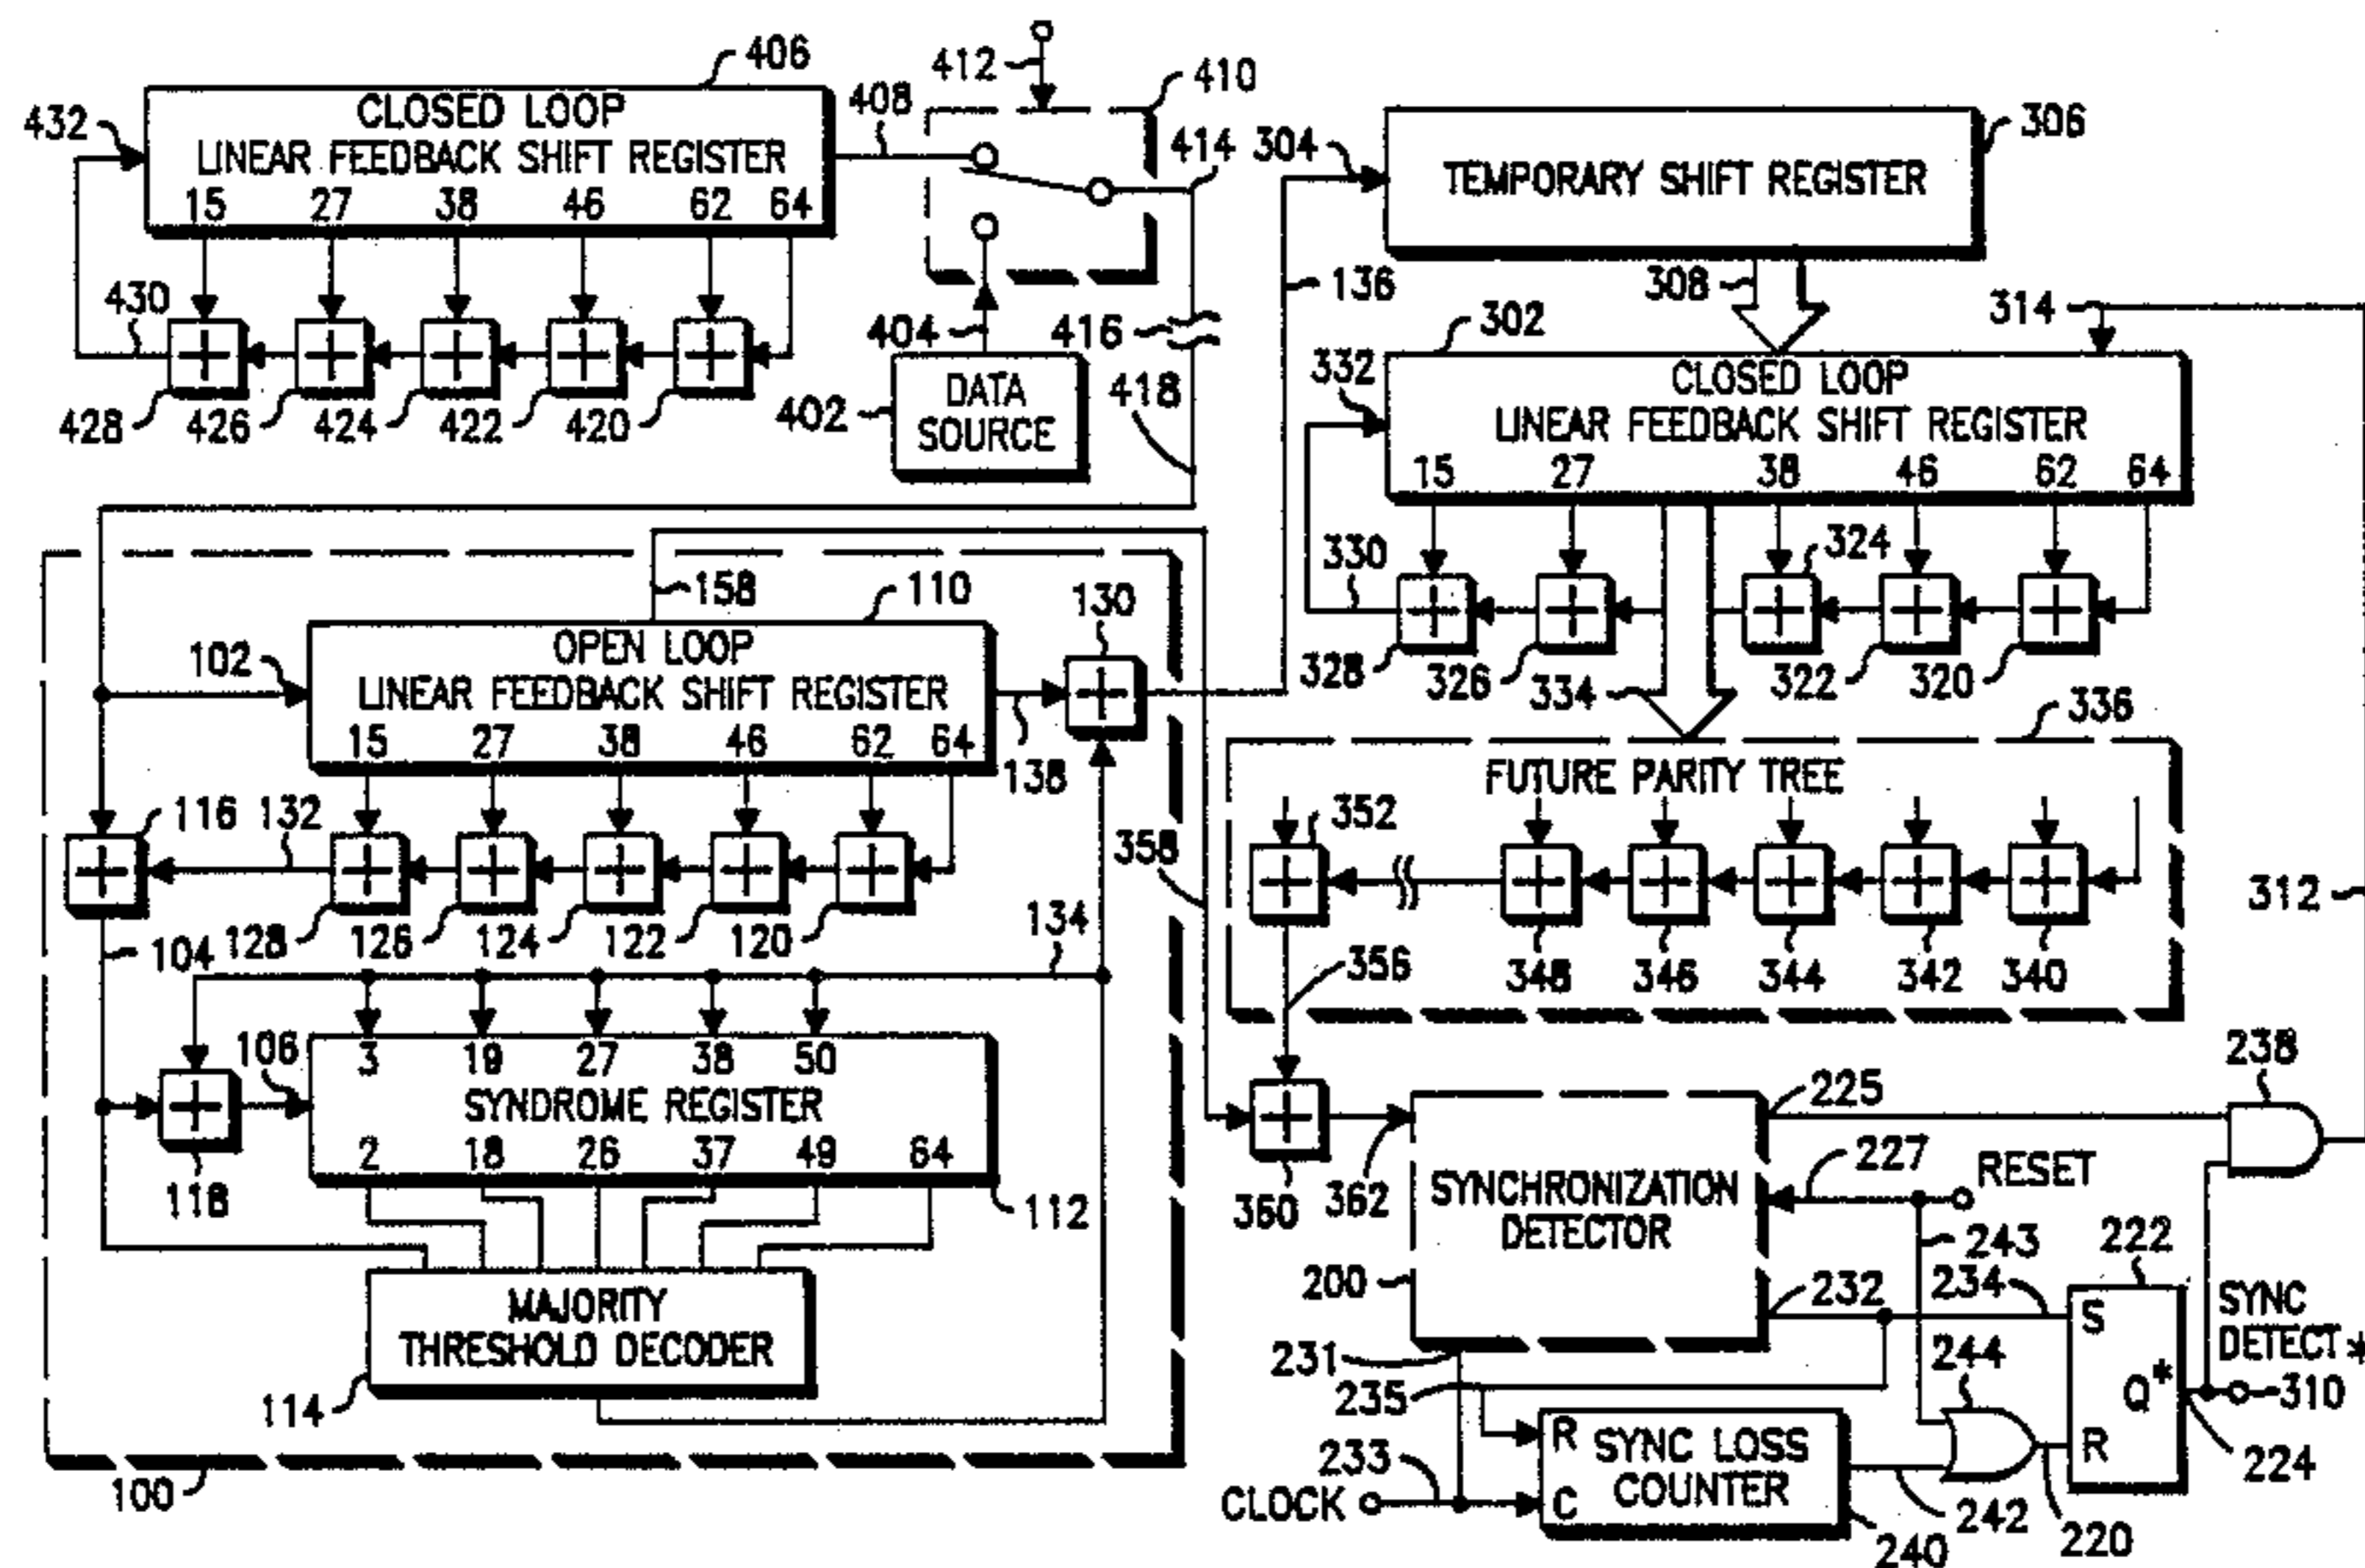 406
412
410
432
CLOSED LOOP
LINEAR FEEDBACK SHIFT REGISTER
15 27 38 46 62 64
408
414
304
TEMPORARY SHIFT REGISTER
306
430
428 426 424 422 420
404
402
DATA
SOURCE
416
418
136
308
302
314
332
CLOSED LOOP
LINEAR FEEDBACK SHIFT REGISTER
15 27 38 46 62 64
330
324
328 326 334 322 320
158
110
130
102
OPEN LOOP
LINEAR FEEDBACK SHIFT REGISTER
15 27 38 46 62 64
138
116
132
104
128 126 124 122 120
134
358
336
FUTURE PARITY TREE
352
348 346 344 342 340
356
312
106
3 19 27 38 50
SYNDROME REGISTER
2 18 26 37 49 64
118
112
MAJORITY
THRESHOLD DECODER
114
100
360
362
SYNCHRONIZATION
DETECTOR
200
225
227
RESET
238
243
222
232
234
231
235
244
S
Q*
R
SYNC
DETECT*
310
224
233
CLOCK
R SYNC LOSS
C COUNTER
240
242
220